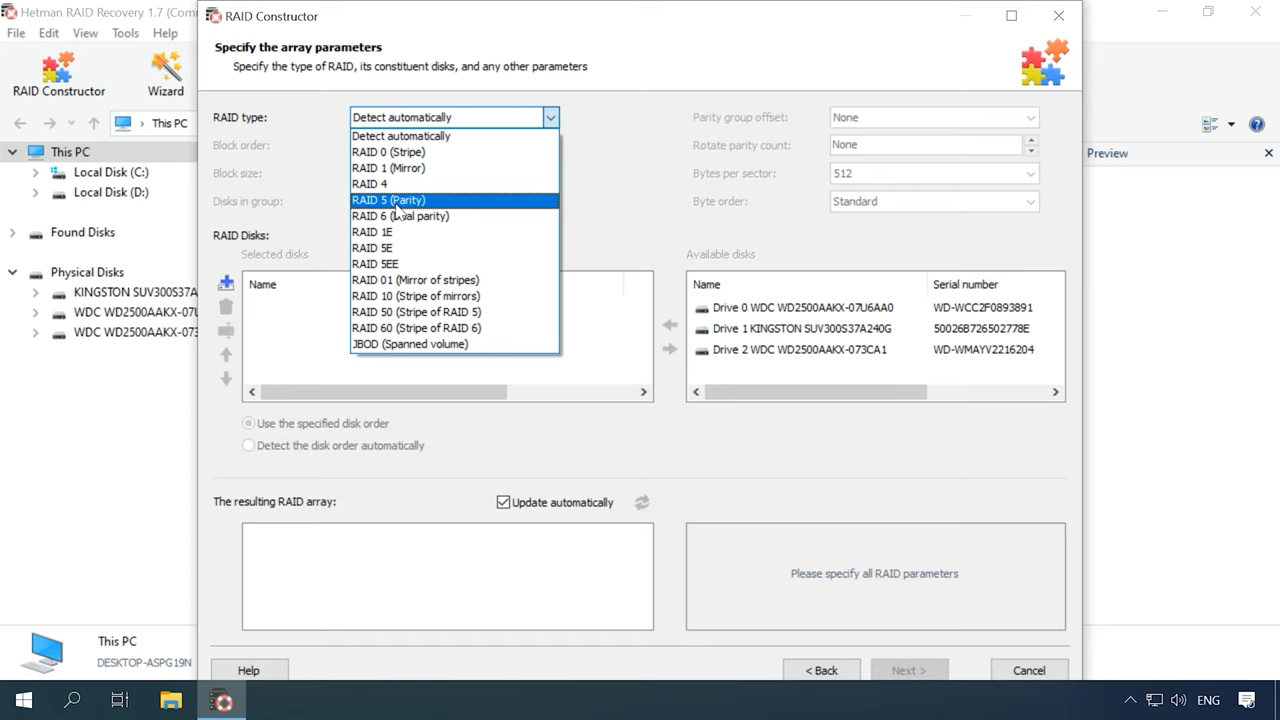 Hetman RAID Recovery 1.7 (Com
RAID Constructor
File Edit View Tools Help
Specify the array parameters
Specify the type of RAID, its constituent disks, and any other parameters
RAID Constructor
Wizard
This PC
RAID type:
Detect automatically
Parity group offset:
None
Block order:
Rotate parity count:
None
Block size:
Bytes per sector:
512
Disks in group:
Byte order:
Standard
Detect automatically
RAID 0 (Stripe)
RAID 1 (Mirror)
RAID 4
RAID 5 (Parity)
RAID 6 (
al parity)
RAID 1E
RAID 5E
RAID 5EE
RAID 01 (Mirror of stripes)
RAID 10 (Stripe of mirrors)
RAID 50 (Stripe of RAID 5)
RAID 60 (Stripe of RAID 6)
JBOD (Spanned volume)
This PC
Local Disk (C:)
Local Disk (D:)
Found Disks
Physical Disks
KINGSTON SUV300S37A
WDC WD2500AAKX-07U
WDC WD2500AAKX-073
Preview
RAID Disks:
Selected disks
Name
Available disks
Name Serial number
Drive 0 WDC WD2500AAKX-07U6AA0 WD-WCC2F0893891
Drive 1 KINGSTON SUV300S37A240G 50026B726502778E
Drive 2 WDC WD2500AAKX-073CA1 WD-WMAYV2216204
Use the specified disk order
Detect the disk order automatically
The resulting RAID array:
Update automatically
Please specify all RAID parameters
This PC
DESKTOP-ASPG19N
Help
< Back
Next >
Cancel
ENG